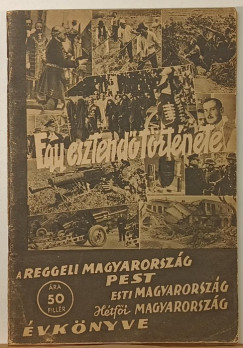 Egy esztendő története
A REGGELI MAGYARORSZÁG
PEST
ESTI MAGYARORSZÁG
Hétfői MAGYARORSZÁG
ÉVKÖNYVE
ÁRA
50
FILLÉR